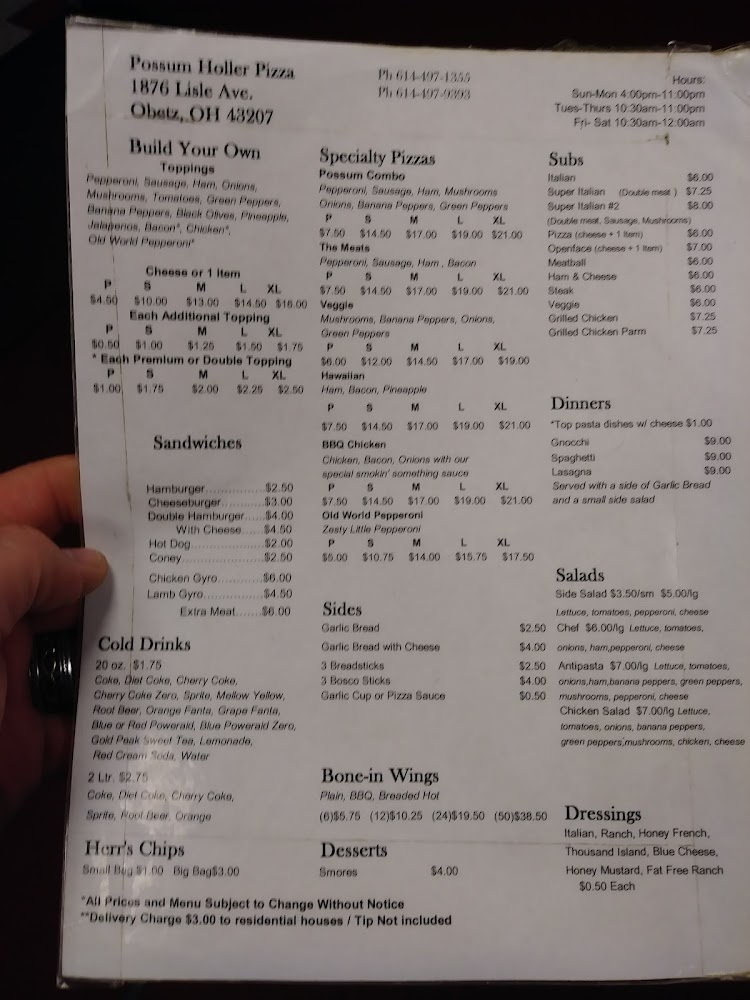 Possum Holler Pizza
1876 Lisle Ave.
Obetz, OH 43207
Ph 614-497-1355
Ph 614-497-9393
Hours:
Sun-Mon 4:00pm-11:00pm
Tues-Thurs 10:30am-11:00pm
Fri- Sat 10:30am-12:00am
Build Your Own
Toppings
Pepperoni, Sausage, Ham, Onions,
Mushrooms, Tomatoes, Green Peppers,
Banana Peppers, Black Olives, Pineapple,
Jalapenos, Bacon*, Chicken*,
Old World Pepperoni*
Cheese or 1 Item
P S M L XL
$4.50 $10.00 $13.00 $14.50 $16.00
Each Additional Topping
P S M L XL
$0.50 $1.00 $1.25 $1.50 $1.75
* Each Premium or Double Topping
P S M L XL
$1.00 $1.75 $2.00 $2.25 $2.50
Sandwiches
Hamburger..............$2.50
Cheeseburger...........$3.00
Double Hamburger....$4.00
With Cheese....$4.50
Hot Dog...................$2.00
Coney.....................$2.50
Chicken Gyro...........$6.00
Lamb Gyro..............$4.50
Extra Meat......$6.00
Cold Drinks
20 oz. $1.75
Coke, Diet Coke, Cherry Coke,
Cherry Coke Zero, Sprite, Mellow Yellow,
Root Beer, Orange Fanta, Grape Fanta,
Blue or Red Poweraid, Blue Poweraid Zero,
Gold Peak Sweet Tea, Lemonade,
Red Cream Soda, Water
2 Ltr. $2.75
Coke, Diet Coke, Cherry Coke,
Sprite, Root Beer, Orange
Herr's Chips
Small Bag $1.00 Big Bag$3.00
Specialty Pizzas
Possum Combo
Pepperoni, Sausage, Ham, Mushrooms
Onions, Banana Peppers, Green Peppers
P S M L XL
$7.50 $14.50 $17.00 $19.00 $21.00
The Meats
Pepperoni, Sausage, Ham , Bacon
P S M L XL
$7.50 $14.50 $17.00 $19.00 $21.00
Veggie
Mushrooms, Banana Peppers, Onions,
Green Peppers
P S M L XL
$6.00 $12.00 $14.50 $17.00 $19.00
Hawaiian
Ham, Bacon, Pineapple
P S M L XL
$7.50 $14.50 $17.00 $19.00 $21.00
BBQ Chicken
Chicken, Bacon, Onions with our
special smokin' something sauce
P S M L XL
$7.50 $14.50 $17.00 $19.00 $21.00
Old World Pepperoni
Zesty Little Pepperoni
P S M L XL
$5.00 $10.75 $14.00 $15.75 $17.50
Sides
Garlic Bread $2.50
Garlic Bread with Cheese $4.00
3 Breadsticks $2.50
3 Bosco Sticks $4.00
Garlic Cup or Pizza Sauce $0.50
Bone-in Wings
Plain, BBQ, Breaded Hot
(6)$5.75 (12)$10.25 (24)$19.50 (50)$38.50
Desserts
Smores $4.00
Subs
Italian $6.00
Super Italian (Double meat ) $7.25
Super Italian #2 $8.00
(Double meat, Sausage, Mushrooms)
Pizza (cheese + 1 Item) $6.00
Openface (cheese + 1 Item) $7.00
Meatball $6.00
Ham & Cheese $6.00
Steak $6.00
Veggie $6.00
Grilled Chicken $7.25
Grilled Chicken Parm $7.25
Dinners
*Top pasta dishes w/ cheese $1.00
Gnocchi $9.00
Spaghetti $9.00
Lasagna $9.00
Served with a side of Garlic Bread
and a small side salad
Salads
Side Salad $3.50/sm $5.00/lg
Lettuce, tomatoes, pepperoni, cheese
Chef $6.00/lg Lettuce, tomatoes,
onions, ham,pepperoni, cheese
Antipasta $7.00/lg Lettuce, tomatoes,
onions,ham,banana peppers, green peppers,
mushrooms, pepperoni, cheese
Chicken Salad $7.00/lg Lettuce,
tomatoes, onions, banana peppers,
green peppers,mushrooms, chicken, cheese
Dressings
Italian, Ranch, Honey French,
Thousand Island, Blue Cheese,
Honey Mustard, Fat Free Ranch
$0.50 Each
*All Prices and Menu Subject to Change Without Notice
**Delivery Charge $3.00 to residential houses / Tip Not included